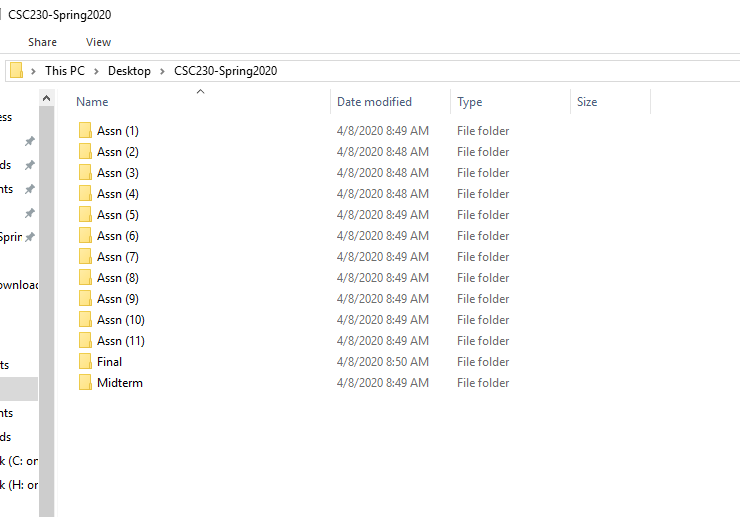 CSC230-Spring2020
Share View
This PC > Desktop > CSC230-Spring2020
Name Date modified Type Size
ess
Assn (1) 4/8/2020 8:49 AM File folder
Assn (2) 4/8/2020 8:48 AM File folder
ds Assn (3) 4/8/2020 8:48 AM File folder
nts Assn (4) 4/8/2020 8:48 AM File folder
Assn (5) 4/8/2020 8:49 AM File folder
Sprin Assn (6) 4/8/2020 8:49 AM File folder
Assn (7) 4/8/2020 8:49 AM File folder
ownload Assn (8) 4/8/2020 8:49 AM File folder
Assn (9) 4/8/2020 8:49 AM File folder
Assn (10) 4/8/2020 8:49 AM File folder
Assn (11) 4/8/2020 8:49 AM File folder
ts Final 4/8/2020 8:50 AM File folder
Midterm 4/8/2020 8:49 AM File folder
nts
ds
k (C: on
k (H: on